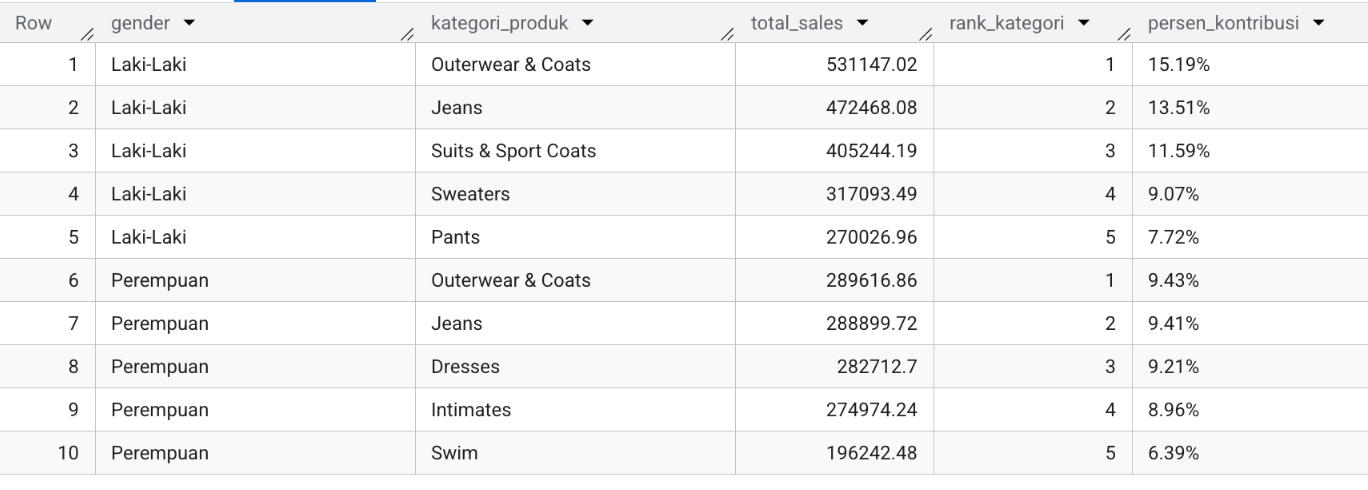 Row gender kategori_produk total_sales rank_kategori persen_kontribusi
1 Laki-Laki Outerwear & Coats 531147.02 1 15.19%
2 Laki-Laki Jeans 472468.08 2 13.51%
3 Laki-Laki Suits & Sport Coats 405244.19 3 11.59%
4 Laki-Laki Sweaters 317093.49 4 9.07%
5 Laki-Laki Pants 270026.96 5 7.72%
6 Perempuan Outerwear & Coats 289616.86 1 9.43%
7 Perempuan Jeans 288899.72 2 9.41%
8 Perempuan Dresses 282712.7 3 9.21%
9 Perempuan Intimates 274974.24 4 8.96%
10 Perempuan Swim 196242.48 5 6.39%